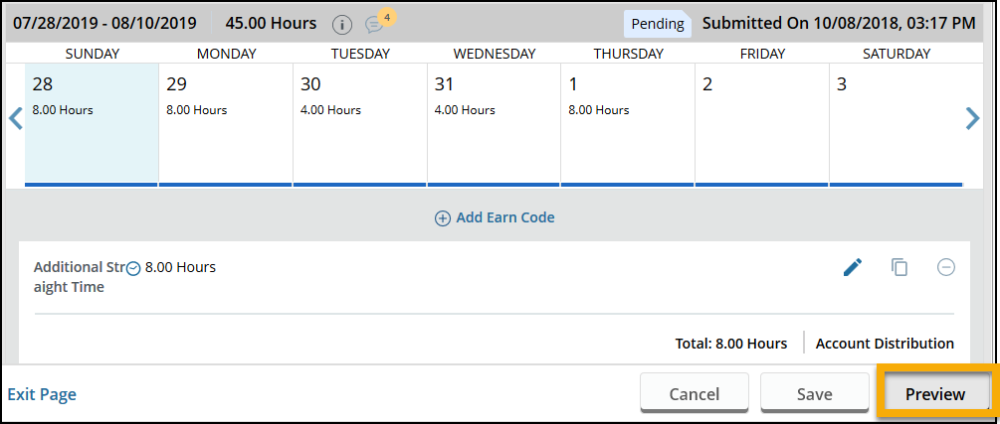 07/28/2019 - 08/10/2019 45.00 Hours i 4 Pending Submitted On 10/08/2018, 03:17 PM
SUNDAY MONDAY TUESDAY WEDNESDAY THURSDAY FRIDAY SATURDAY
28 29 30 31 1 2 3
8.00 Hours 8.00 Hours 4.00 Hours 4.00 Hours 8.00 Hours
Add Earn Code
Additional Str 8.00 Hours
aight Time
Total: 8.00 Hours Account Distribution
Exit Page Cancel Save Preview